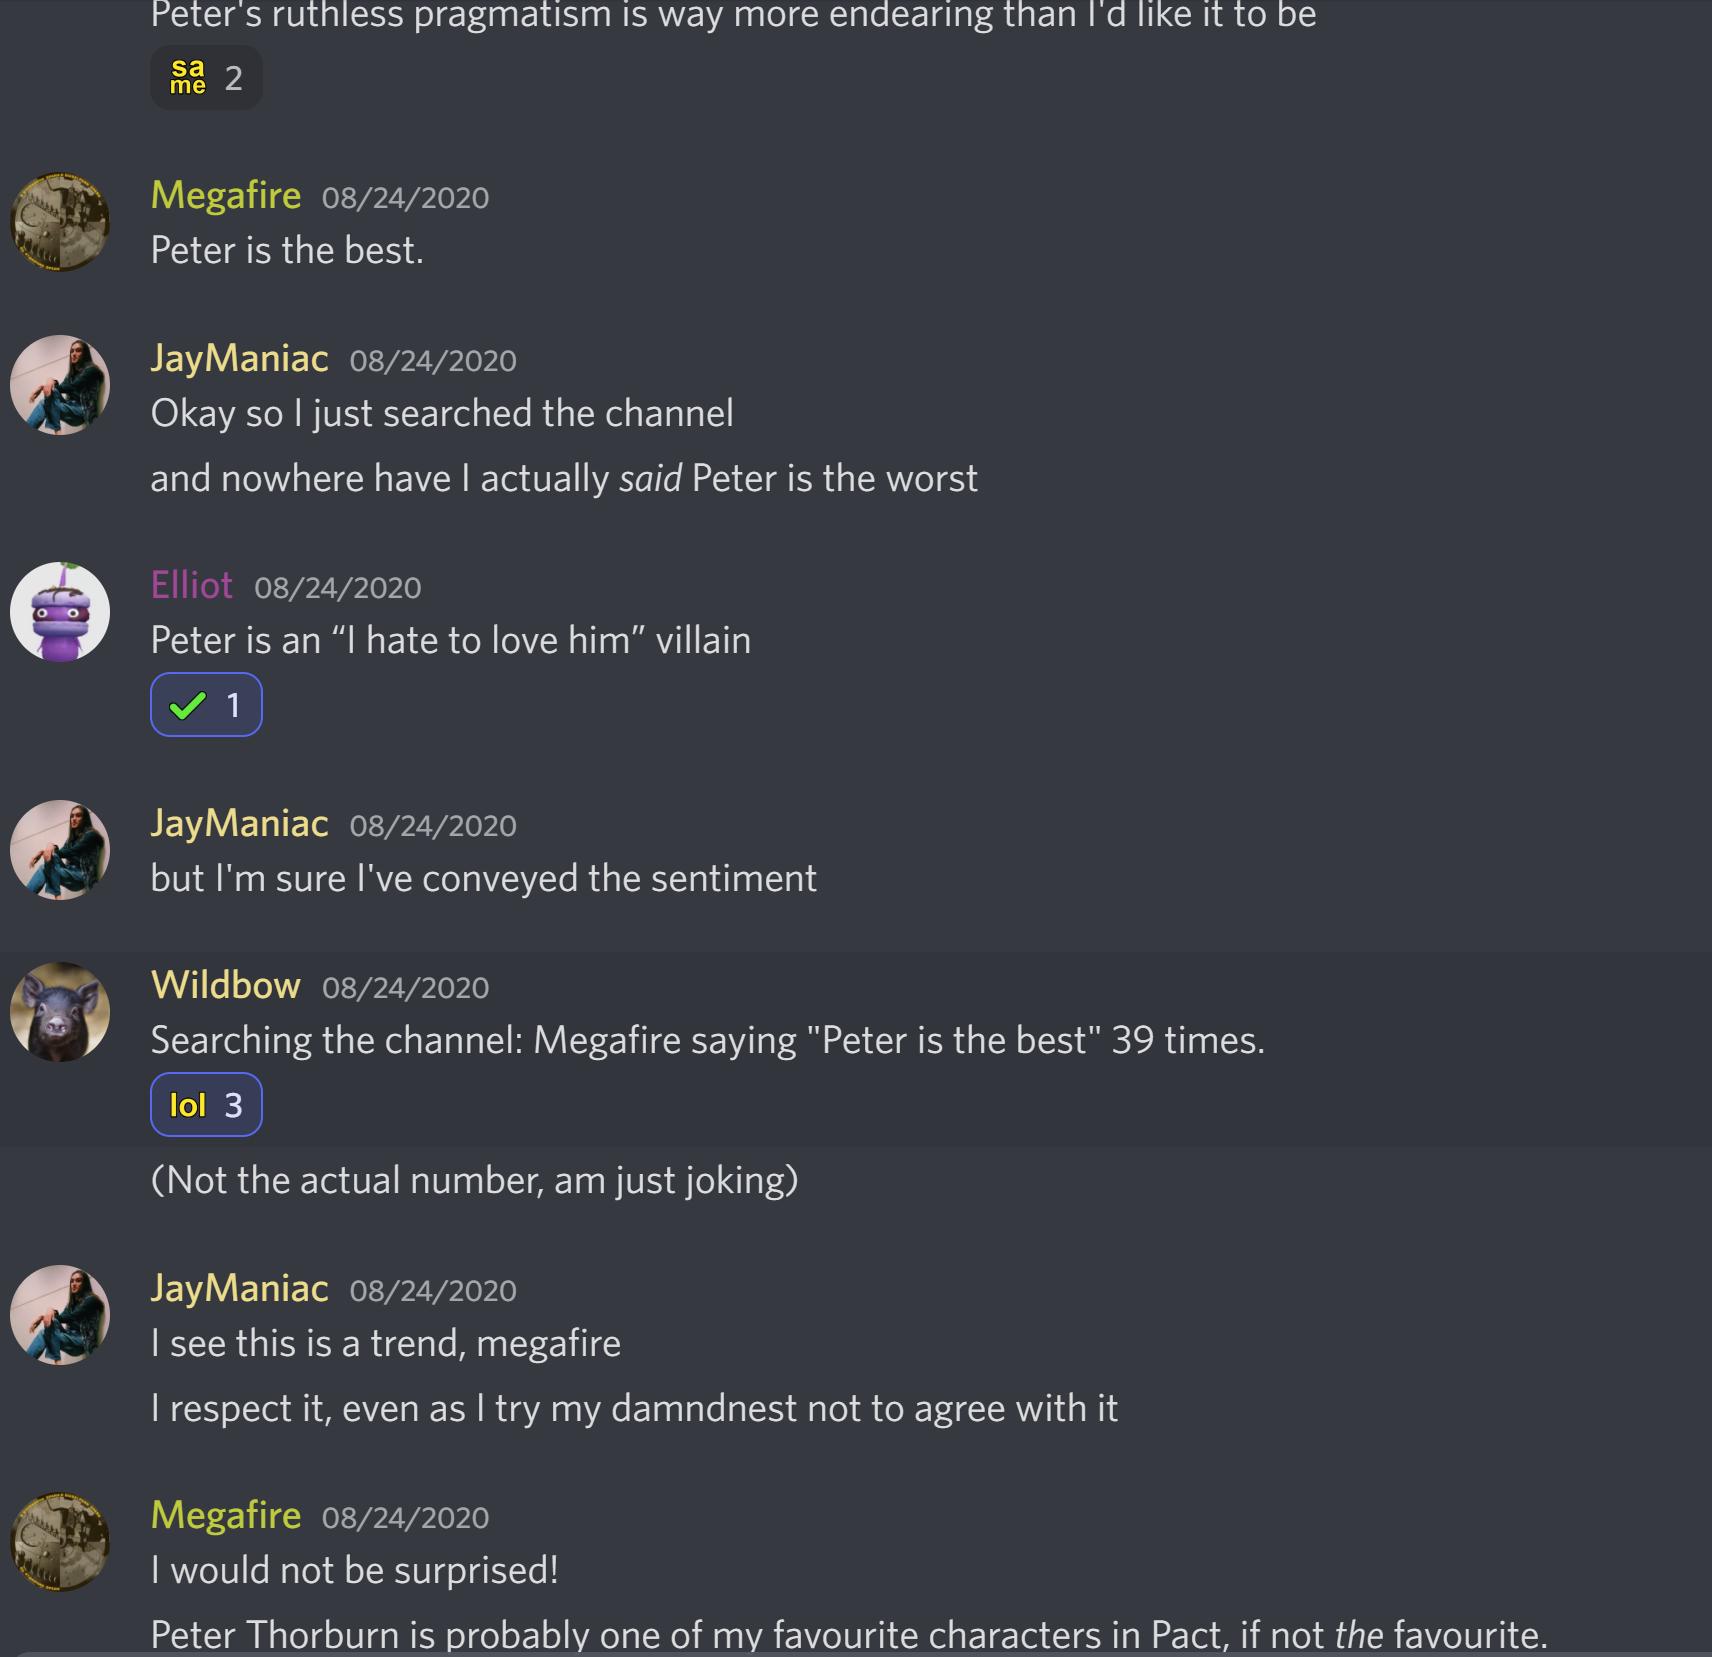 Peter's ruthless pragmatism is way more endearing than I'd like it to be
sa
me 2
Megafire 08/24/2020
Peter is the best.
JayManiac 08/24/2020
Okay so I just searched the channel
and nowhere have I actually said Peter is the worst
Elliot 08/24/2020
Peter is an “I hate to love him” villain
1
JayManiac 08/24/2020
but I'm sure I've conveyed the sentiment
Wildbow 08/24/2020
Searching the channel: Megafire saying "Peter is the best" 39 times.
lol 3
(Not the actual number, am just joking)
JayManiac 08/24/2020
I see this is a trend, megafire
I respect it, even as I try my damndnest not to agree with it
Megafire 08/24/2020
I would not be surprised!
Peter Thorburn is probably one of my favourite characters in Pact, if not the favourite.